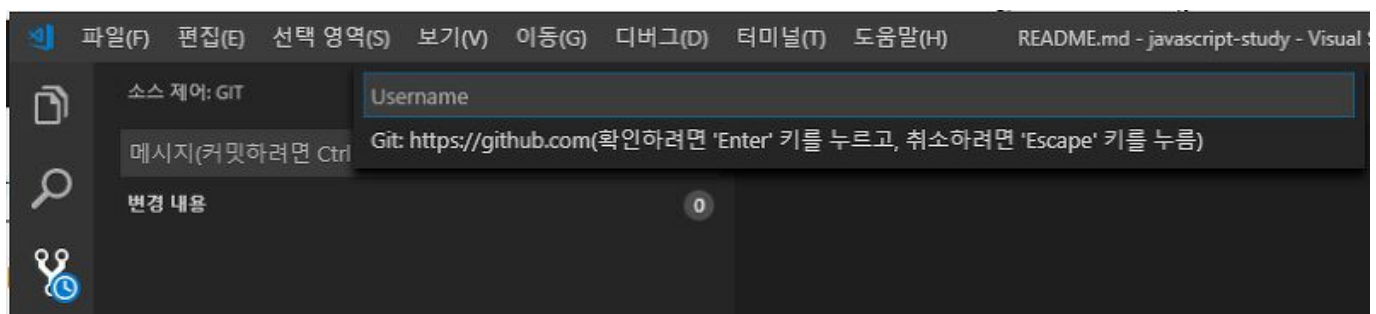 파일(F) 편집(E) 선택 영역(S) 보기(V) 이동(G) 디버그(D) 터미널(T) 도움말(H) README.md - javascript-study - Visual
소스 제어: GIT
Username
메시지(커밋하려면 Ctrl
Git: https://github.com(확인하려면 'Enter' 키를 누르고, 취소하려면 'Escape' 키를 누름)
변경 내용 0